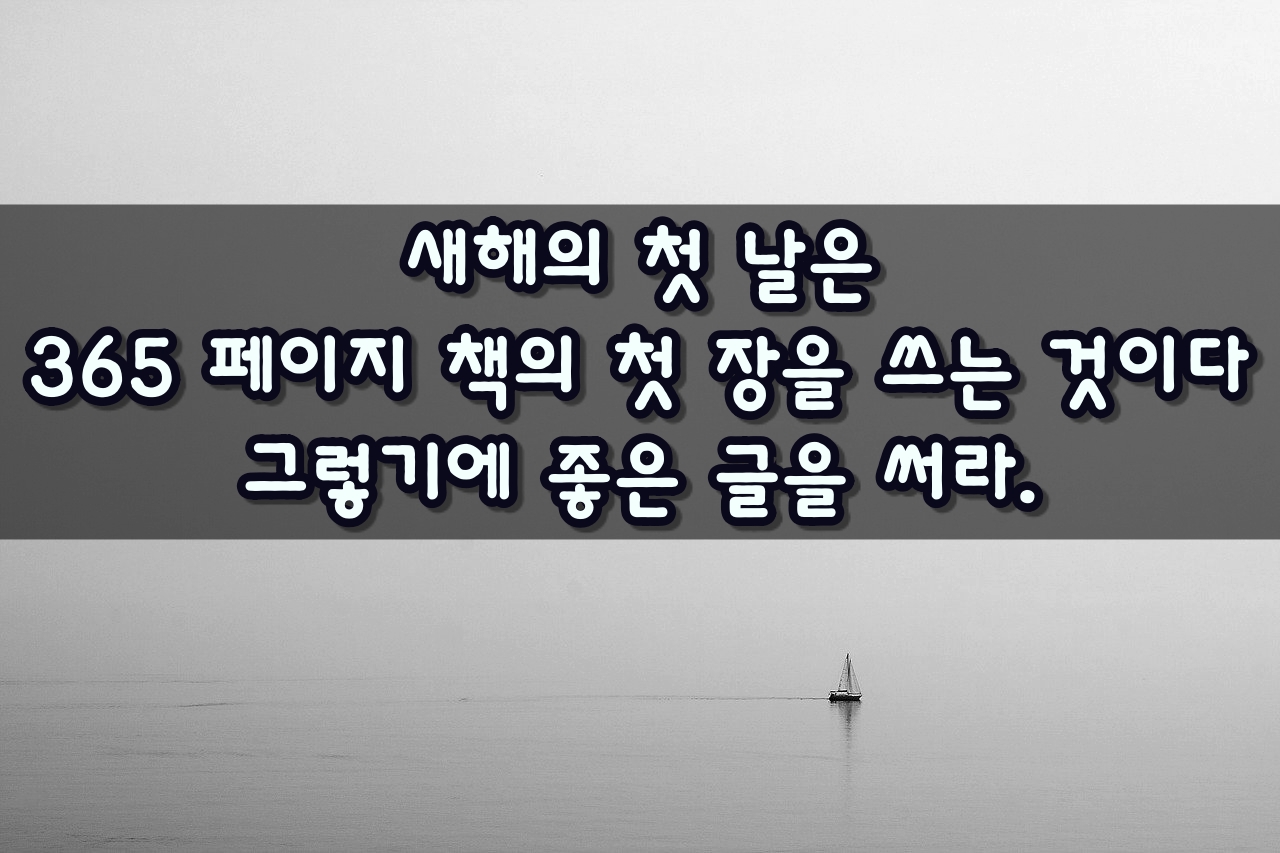 새해의 첫 날은
365 페이지 책의 첫 장을 쓰는 것이다
그렇기에 좋은 글을 써라.